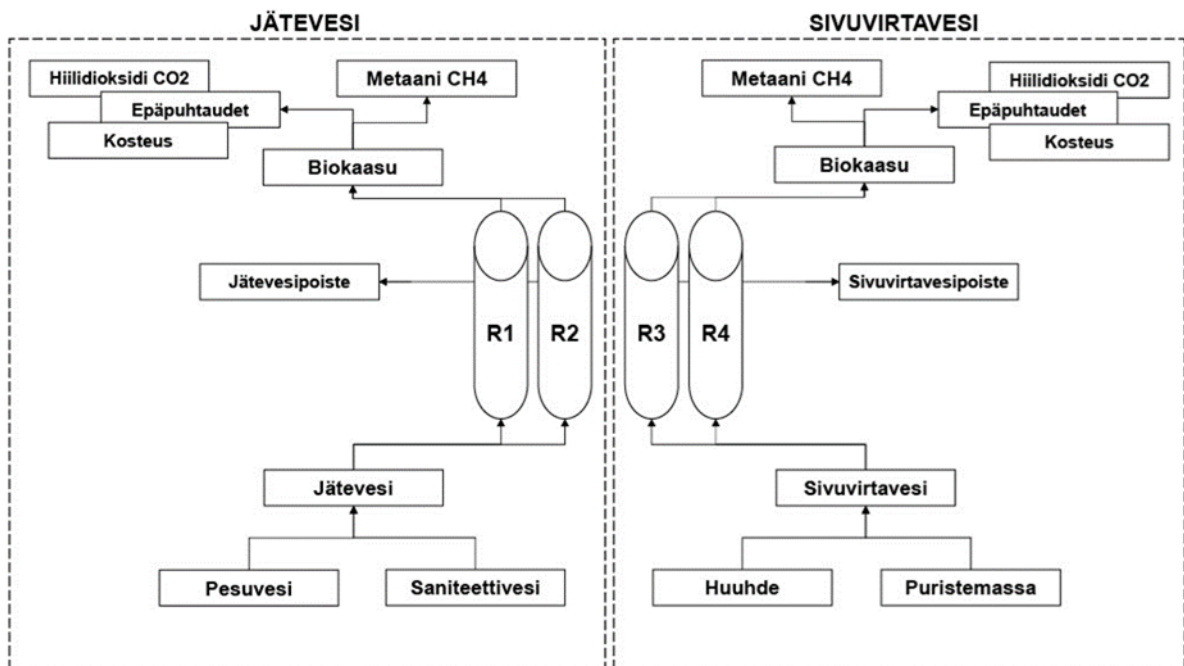 JÄTEVESI
Hiilidioksidi CO2
Metaani CH4
Epäpuhtaudet
Kosteus
Biokaasu
Jätevesipoiste
R1
R2
Jätevesi
Pesuvesi
Saniteettivesi
SIVUVIRTAVESI
Metaani CH4
Hiilidioksidi CO2
Epäpuhtaudet
Kosteus
Biokaasu
Sivuvirtavesipoiste
R3
R4
Sivuvirtavesi
Huuhde
Puristemassa